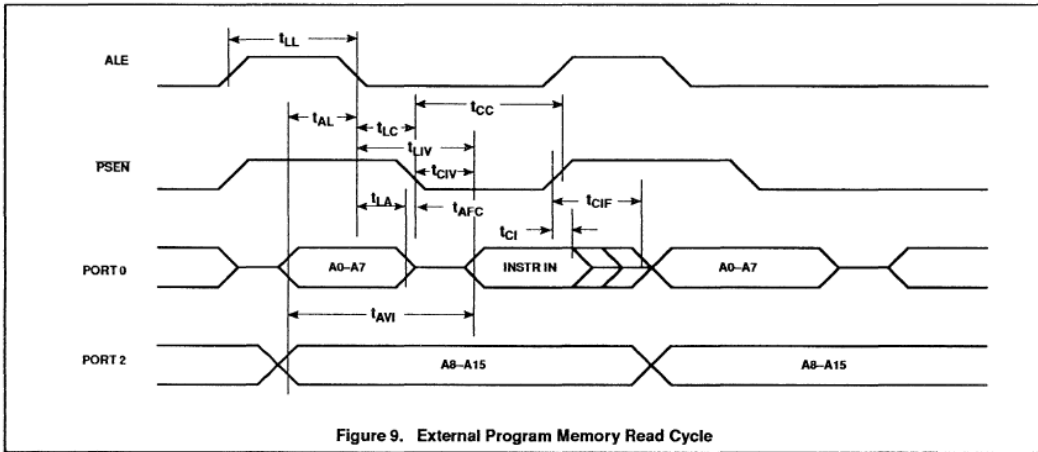 ALE
tLL
tAL
tLC
tCC
tLIV
PSEN
tCIV
tLA
tAFC
tCIF
tCI
PORT 0
A0–A7
INSTR IN
A0–A7
tAVI
PORT 2
A8–A15
A8–A15
Figure 9. External Program Memory Read Cycle